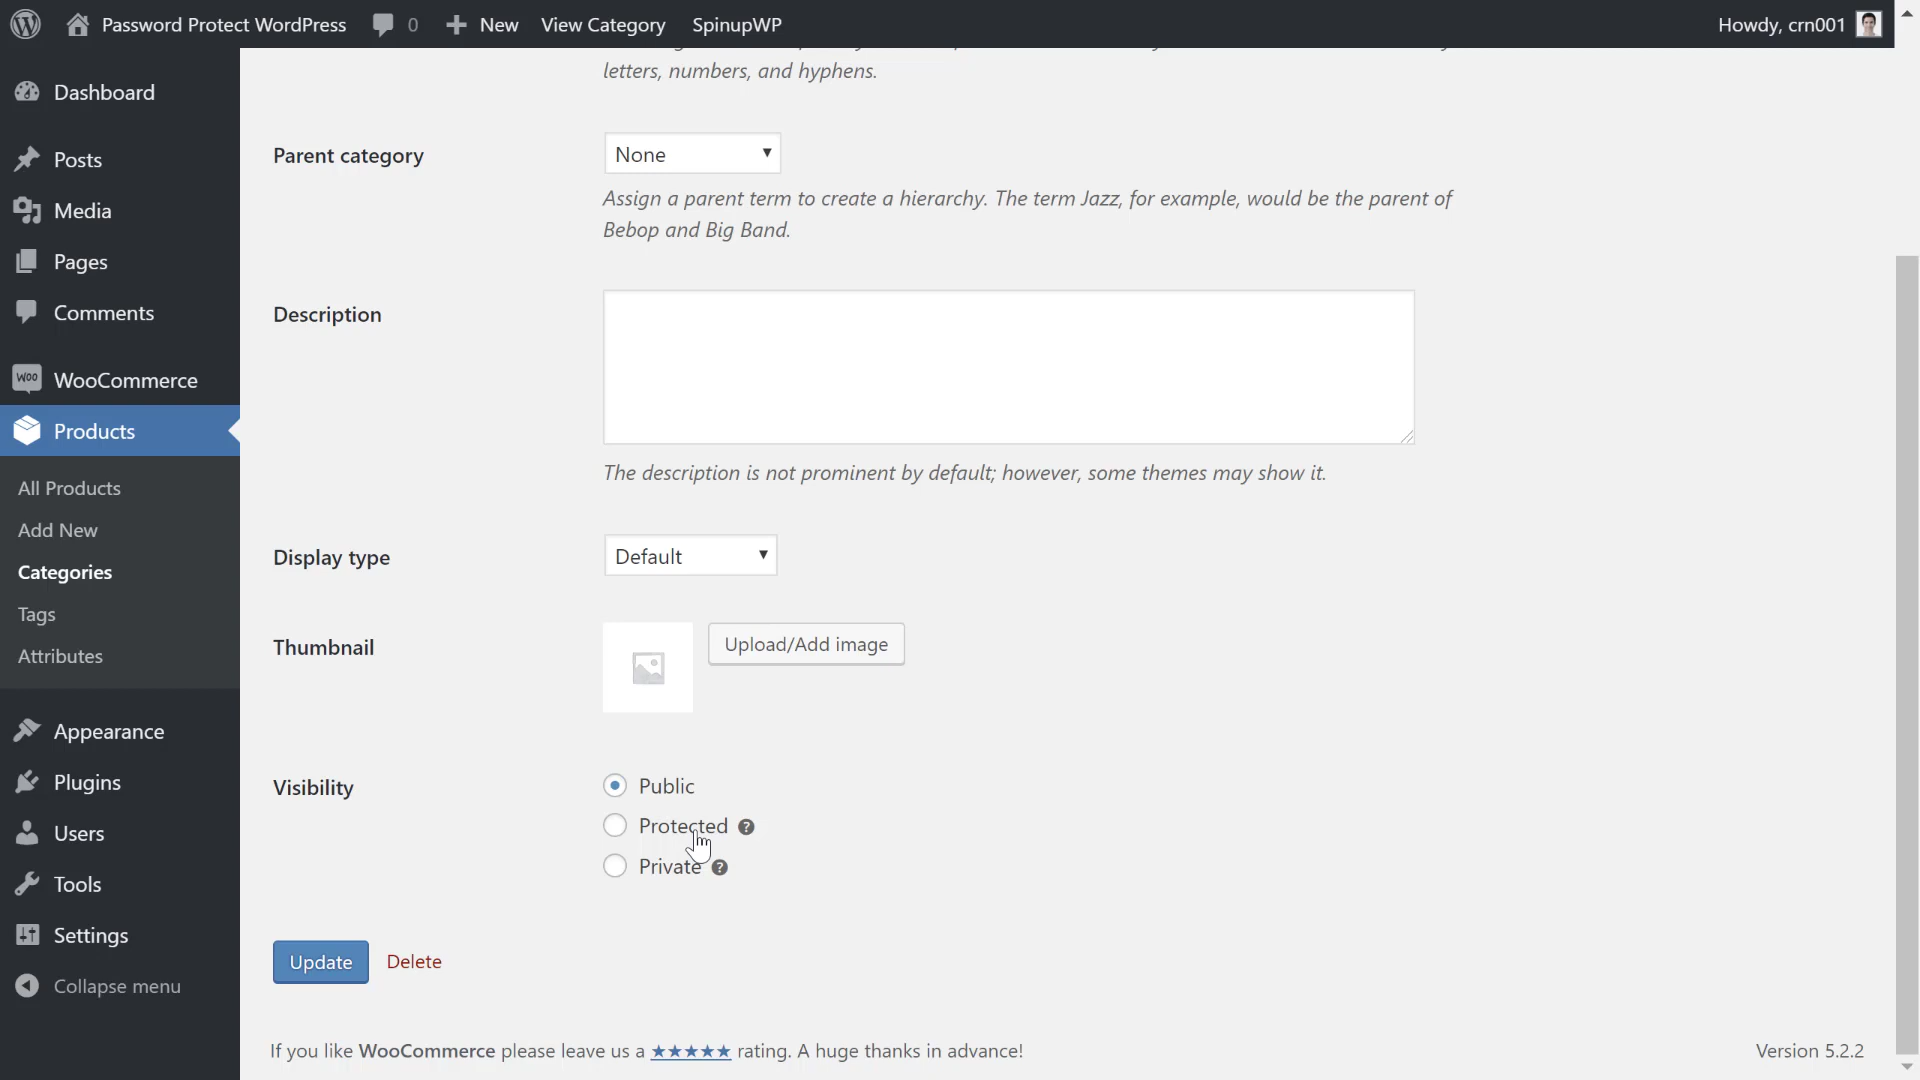 Password Protect WordPress
0
New
View Category
SpinupWP
Howdy, crn001
Dashboard
Posts
Media
Pages
Comments
WOO WooCommerce
Products
All Products
Add New
Categories
Tags
Attributes
Appearance
Plugins
Users
Tools
Settings
Collapse menu
letters, numbers, and hyphens.
Parent category
None
Assign a parent term to create a hierarchy. The term Jazz, for example, would be the parent of
Bebop and Big Band.
Description
The description is not prominent by default; however, some themes may show it.
Display type
Default
Thumbnail
Upload/Add image
Visibility
Public
Protected ?
Private ?
Update
Delete
If you like WooCommerce please leave us a ★★★★★ rating. A huge thanks in advance!
Version 5.2.2